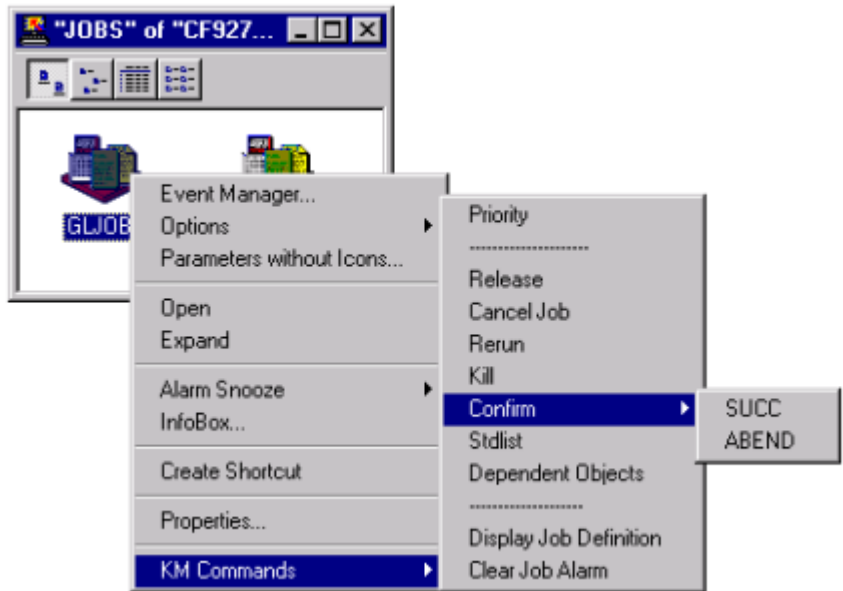 "JOBS" of "CF927...
GLJOB
Event Manager...
Options
Parameters without Icons...
Open
Expand
Alarm Snooze
InfoBox...
Create Shortcut
Properties...
KM Commands
Priority
--------------------
Release
Cancel Job
Rerun
Kill
Confirm
Stdlist
Dependent Objects
--------------------
Display Job Definition
Clear Job Alarm
SUCC
ABEND